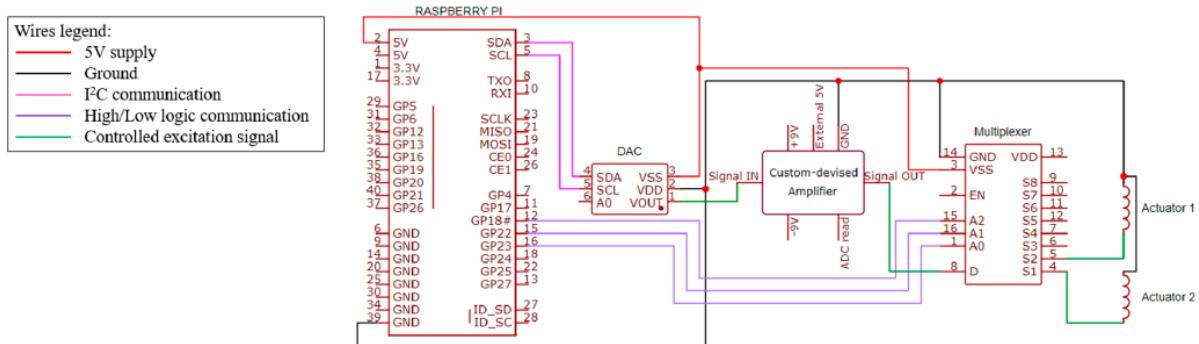 Wires legend:
5V supply
Ground
I²C communication
High/Low logic communication
Controlled excitation signal
RASPBERRY PI
2 5V SDA 3
4 5V SCL 5
1 3.3V
17 3.3V TXO 8
RXI 10
29 GP5
31 GP6 SCLK 23
32 GP12 MISO 21
33 GP13 MOSI 19
36 GP16 CE0 24
35 GP19 CE1 26
38 GP20
40 GP21 GP4 7
37 GP26 GP17 11
GP18# 12
6 GND GP22 15
9 GND GP23 16
14 GND GP24 18
20 GND GP25 22
25 GND GP27 13
30 GND
34 GND ID_SD 27
39 GND ID_SC 28
DAC
4 SDA VSS 3
5 SCL VDD 2
6 A0 VOUT 1
+9V
External 5V
GND
Signal IN
Custom-devised
Amplifier
Signal OUT
-9V
ADC read
Multiplexer
14 GND VDD 13
3 VSS
S8 9
2 EN S7 10
S6 11
15 A2 S5 12
16 A1 S4 7
1 A0 S3 6
S2 5
8 D S1 4
Actuator 1
Actuator 2